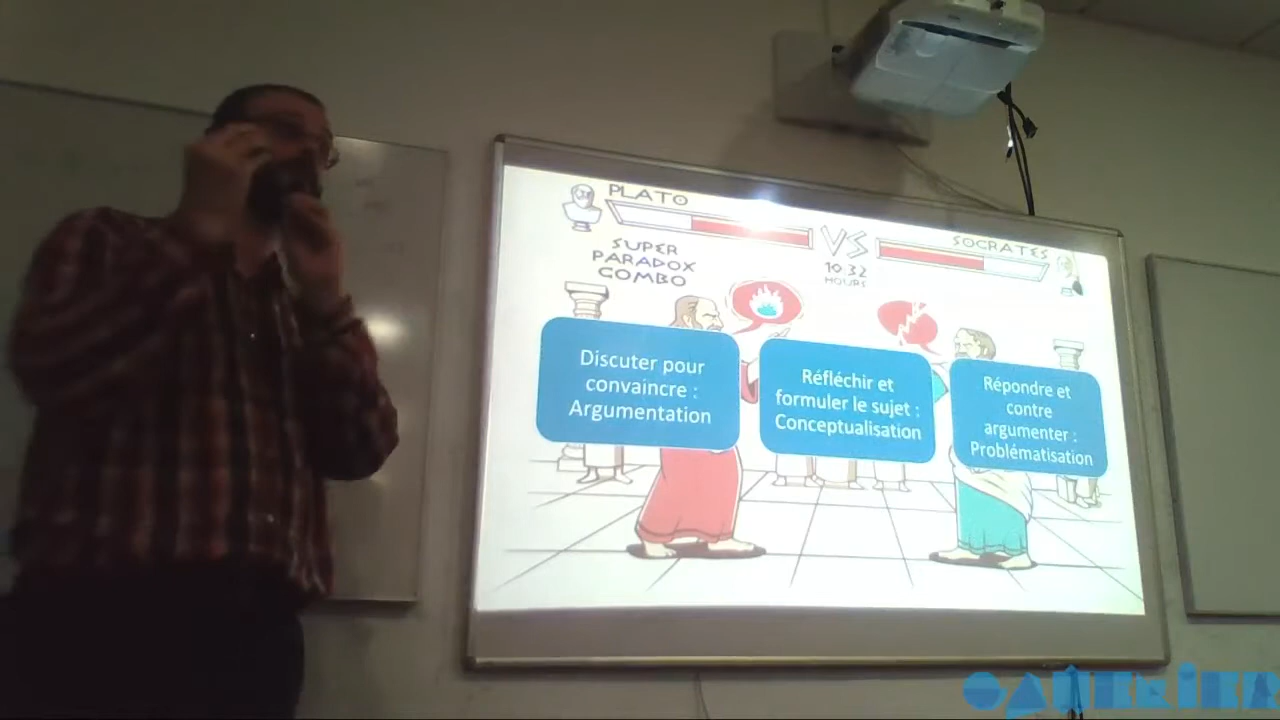 PLATO
VS
SOCRATES
10 32
HOURS
SUPER
PARADOX
COMBO
Discuter pour
convaincre :
Argumentation
Réfléchir et
formuler le sujet :
Conceptualisation
Répondre et
contre
argumenter :
Problématisation